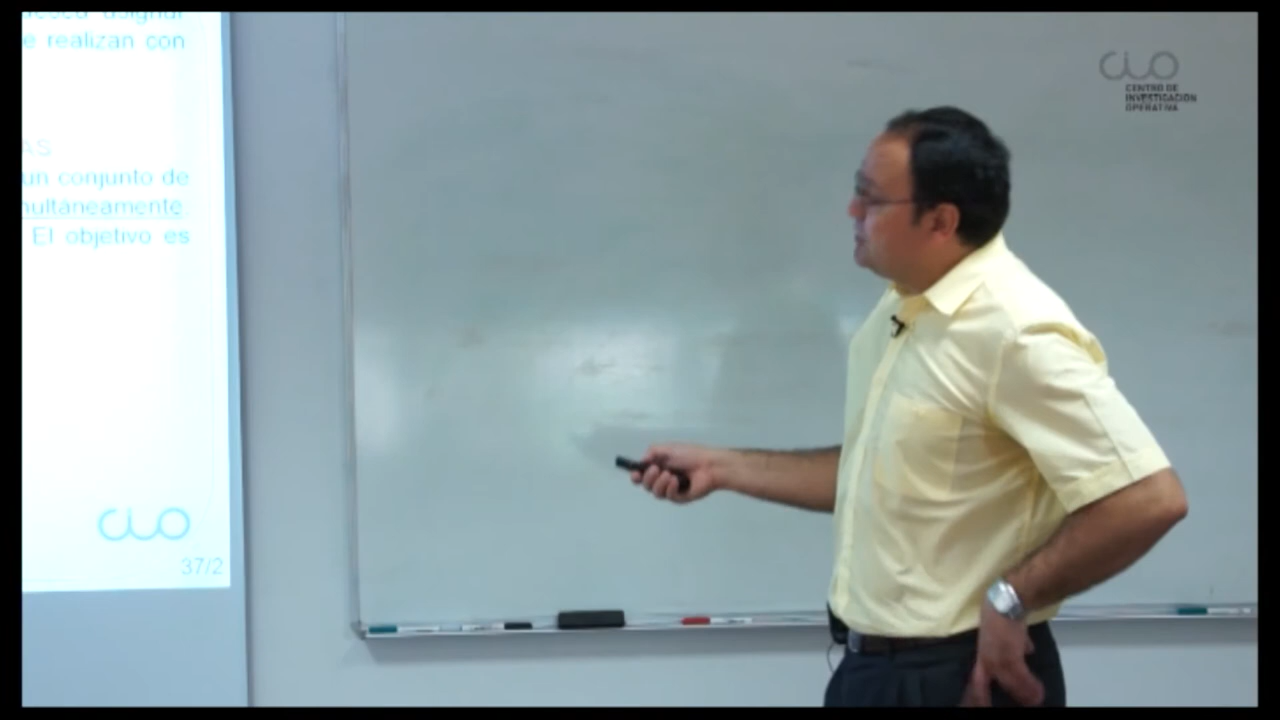 e realizan con
AS
un conjunto de
multáneamente.
El objetivo es
CIO
37/2
CIO
CENTRO DE
INVESTIGACIÓN
OPERATIVA